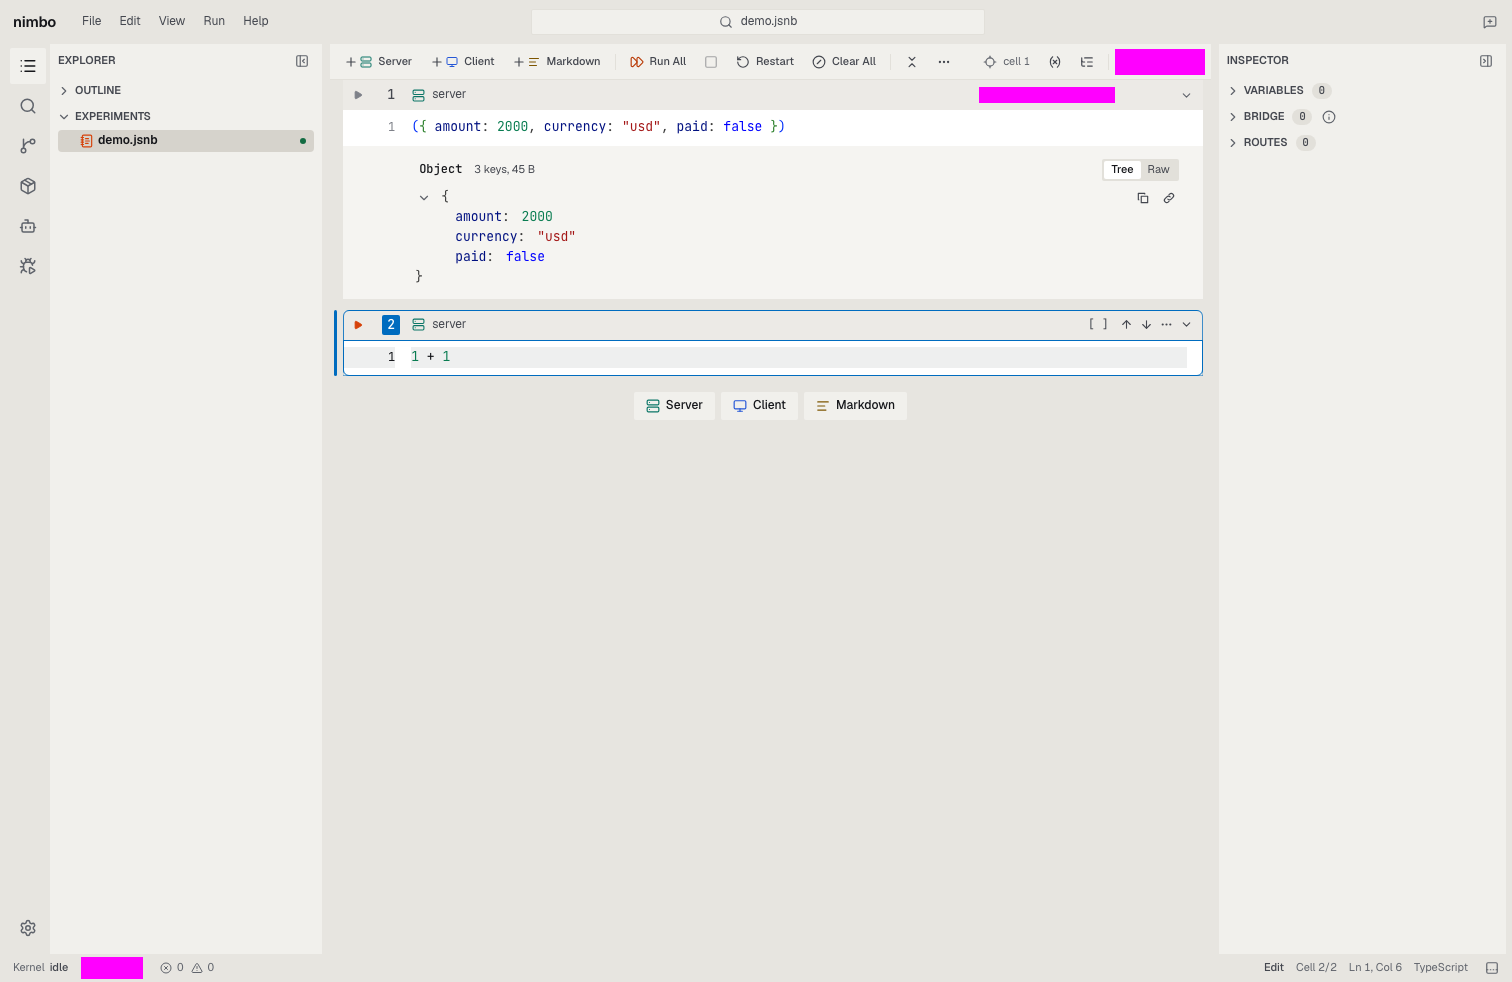 nimbo File Edit View Run Help demo.jsnb
EXPLORER
OUTLINE
EXPERIMENTS
demo.jsnb
Server Client Markdown Run All Restart Clear All cell 1
1 server
1 ({ amount: 2000, currency: "usd", paid: false })
Object 3 keys, 45 B Tree Raw
{
amount: 2000
currency: "usd"
paid: false
}
2 server [ ]
1 1 + 1
Server Client Markdown
INSPECTOR
VARIABLES 0
BRIDGE 0
ROUTES 0
Kernel idle 0 0 Edit Cell 2/2 Ln 1, Col 6 TypeScript